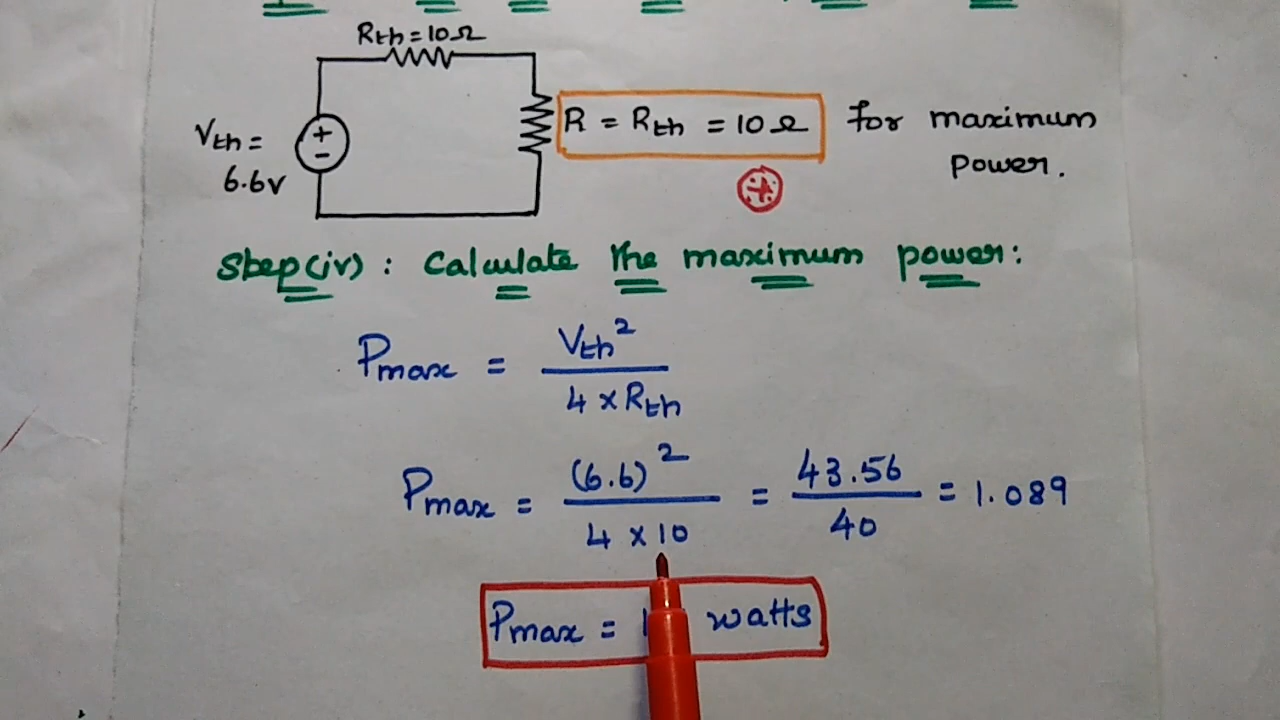 Rth = 10Ω
Vth = 6.6V
R = Rth = 10Ω for maximum power.
Step(iv) : Calculate the maximum power:
Pmax = Vth² / 4 × Rth
Pmax = (6.6)² / 4 × 10 = 43.56 / 40 = 1.089
Pmax = watts